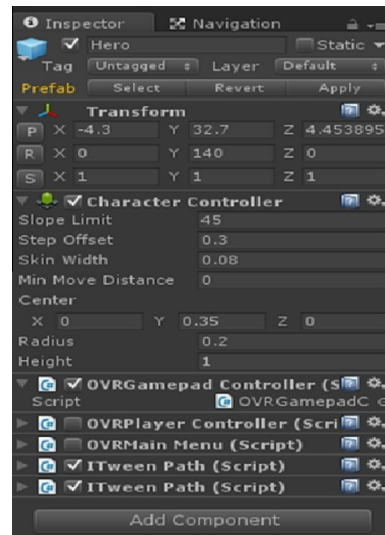 Inspector Navigation
Hero Static
Tag Untagged Layer Default
Prefab Select Revert Apply
Transform
P X -4.3 Y 32.7 Z 4.453895
R X 0 Y 140 Z 0
S X 1 Y 1 Z 1
Character Controller
Slope Limit 45
Step Offset 0.3
Skin Width 0.08
Min Move Distance 0
Center
X 0 Y 0.35 Z 0
Radius 0.2
Height 1
OVRGamepad Controller (S
Script OVRGamepadC
OVRPlayer Controller (Scri
OVRMain Menu (Script)
ITween Path (Script)
ITween Path (Script)
Add Component